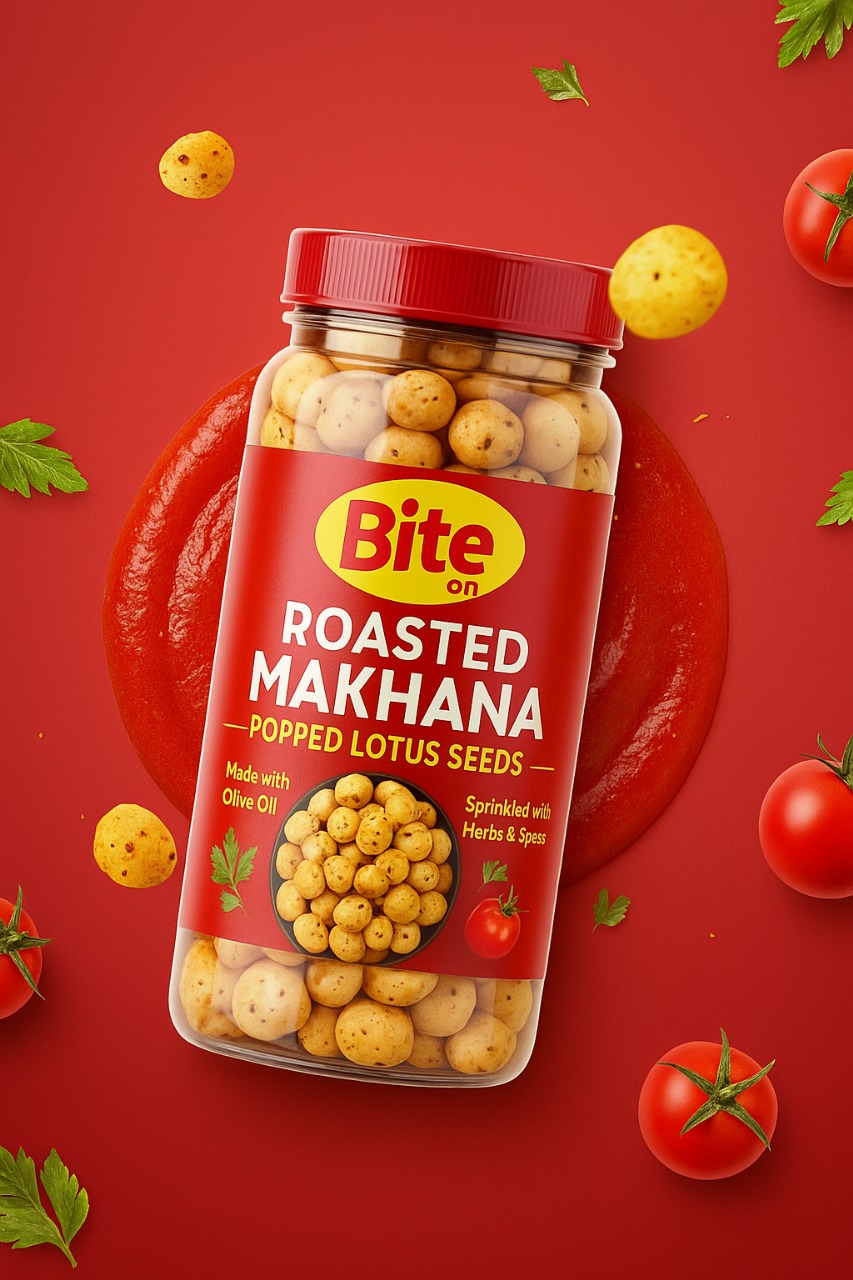 Bite
on
ROASTED
MAKHANA
POPPED LOTUS SEEDS
Made with
Olive OIl
Sprinkled with
Herbs & Spess